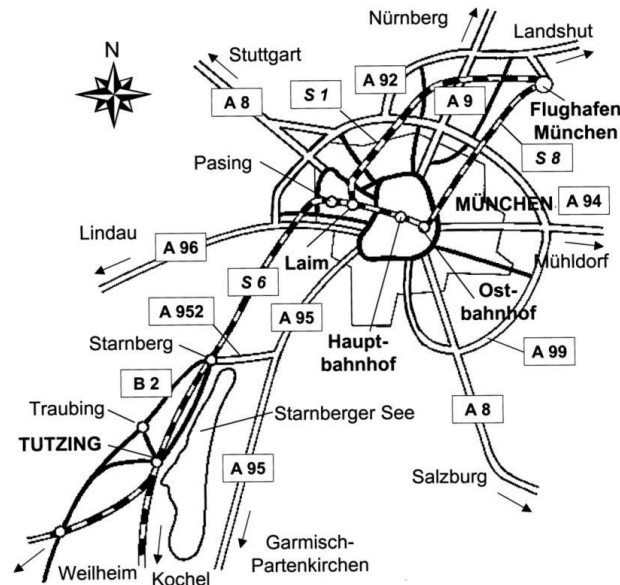 Nürnberg
Landshut
N
Stuttgart
A 92
S 1
A 9
A 8
Flughafen
München
Pasing
S 8
MÜNCHEN
A 94
Lindau
A 96
Laim
Mühldorf
S 6
Ost-
bahnhof
A 952
A 95
Haupt-
bahnhof
Starnberg
A 99
B 2
A 8
Traubing
Starnberger See
TUTZING
A 95
Salzburg
Garmisch-
Partenkirchen
Weilheim
Kochel